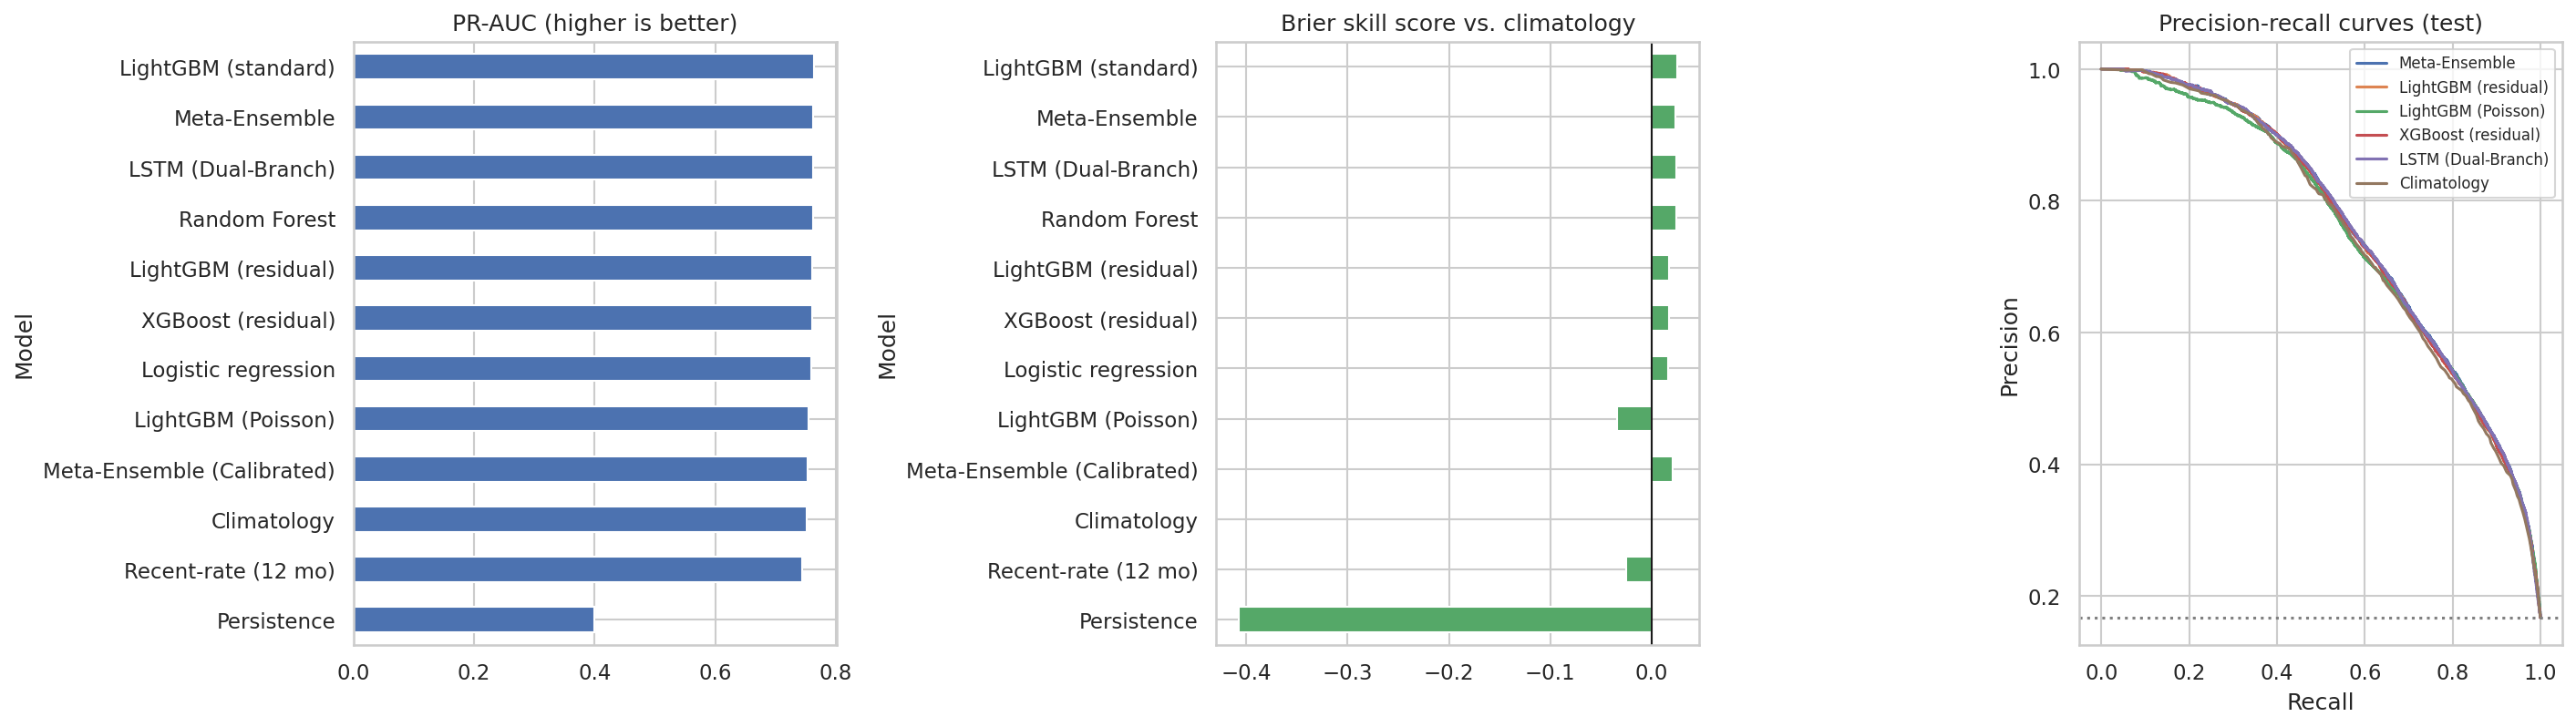 PR-AUC (higher is better)
Model
LightGBM (standard)
Meta-Ensemble
LSTM (Dual-Branch)
Random Forest
LightGBM (residual)
XGBoost (residual)
Logistic regression
LightGBM (Poisson)
Meta-Ensemble (Calibrated)
Climatology
Recent-rate (12 mo)
Persistence
0.0 0.2 0.4 0.6 0.8
Brier skill score vs. climatology
Model
LightGBM (standard)
Meta-Ensemble
LSTM (Dual-Branch)
Random Forest
LightGBM (residual)
XGBoost (residual)
Logistic regression
LightGBM (Poisson)
Meta-Ensemble (Calibrated)
Climatology
Recent-rate (12 mo)
Persistence
−0.4 −0.3 −0.2 −0.1 0.0
Precision-recall curves (test)
Meta-Ensemble
LightGBM (residual)
LightGBM (Poisson)
XGBoost (residual)
LSTM (Dual-Branch)
Climatology
Precision
1.0
0.8
0.6
0.4
0.2
0.0 0.2 0.4 0.6 0.8 1.0
Recall